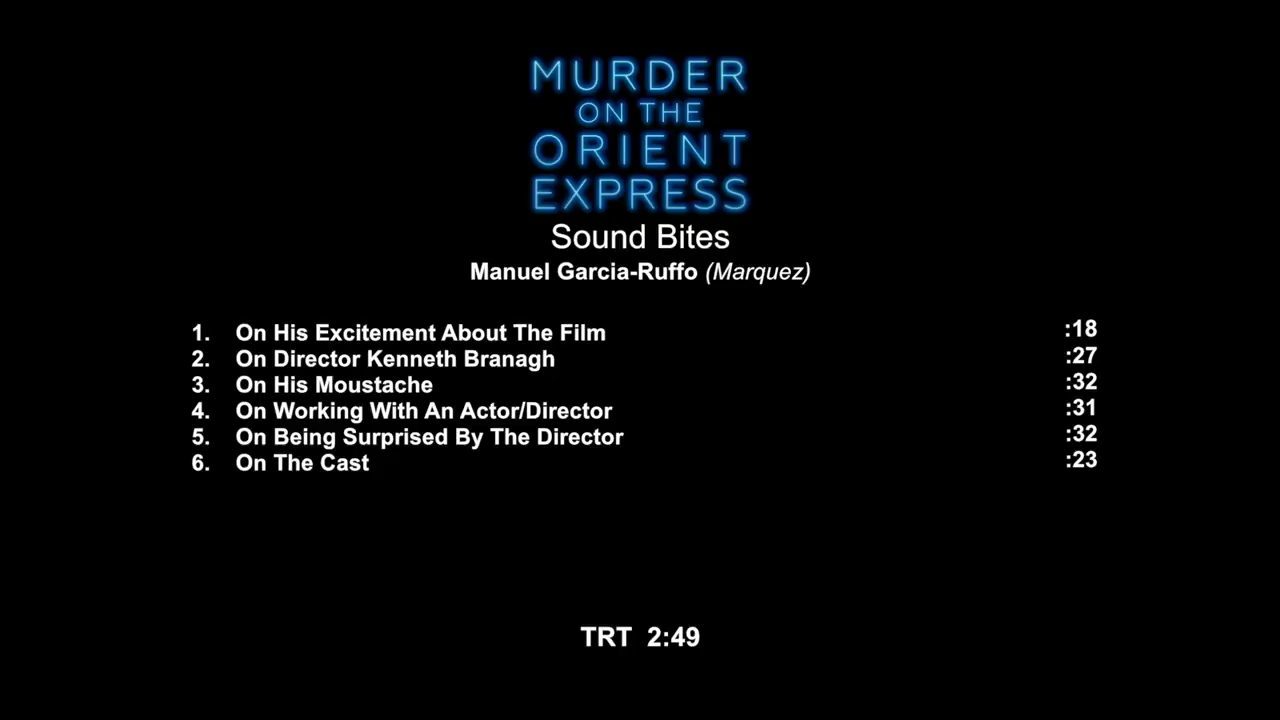 MURDER
ON THE
ORIENT
EXPRESS
Sound Bites
Manuel Garcia-Ruffo (Marquez)
1. On His Excitement About The Film :18
2. On Director Kenneth Branagh :27
3. On His Moustache :32
4. On Working With An Actor/Director :31
5. On Being Surprised By The Director :32
6. On The Cast :23
TRT 2:49